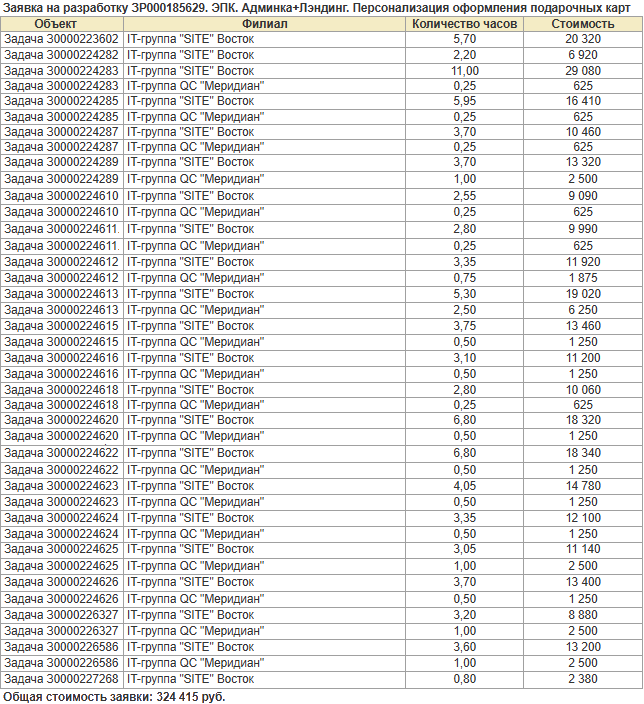 Заявка на разработку ЗР000185629. ЭПК. Админка+Лэндинг. Персонализация оформления подарочных карт
Объект Филиал Количество часов Стоимость
Задача 30000223602 IT-группа "SITE" Восток 5,70 20 320
Задача 30000224282 IT-группа "SITE" Восток 2,20 6 920
Задача 30000224283 IT-группа "SITE" Восток 11,00 29 080
Задача 30000224283 IT-группа QC "Меридиан" 0,25 625
Задача 30000224285 IT-группа "SITE" Восток 5,95 16 410
Задача 30000224285 IT-группа QC "Меридиан" 0,25 625
Задача 30000224287 IT-группа "SITE" Восток 3,70 10 460
Задача 30000224287 IT-группа QC "Меридиан" 0,25 625
Задача 30000224289 IT-группа "SITE" Восток 3,70 13 320
Задача 30000224289 IT-группа QC "Меридиан" 1,00 2 500
Задача 30000224610 IT-группа "SITE" Восток 2,55 9 090
Задача 30000224610 IT-группа QC "Меридиан" 0,25 625
Задача 30000224611. IT-группа "SITE" Восток 2,80 9 990
Задача 30000224611. IT-группа QC "Меридиан" 0,25 625
Задача 30000224612 IT-группа "SITE" Восток 3,35 11 920
Задача 30000224612 IT-группа QC "Меридиан" 0,75 1 875
Задача 30000224613 IT-группа "SITE" Восток 5,30 19 020
Задача 30000224613 IT-группа QC "Меридиан" 2,50 6 250
Задача 30000224615 IT-группа "SITE" Восток 3,75 13 460
Задача 30000224615 IT-группа QC "Меридиан" 0,50 1 250
Задача 30000224616 IT-группа "SITE" Восток 3,10 11 200
Задача 30000224616 IT-группа QC "Меридиан" 0,50 1 250
Задача 30000224618 IT-группа "SITE" Восток 2,80 10 060
Задача 30000224618 IT-группа QC "Меридиан" 0,25 625
Задача 30000224620 IT-группа "SITE" Восток 6,80 18 320
Задача 30000224620 IT-группа QC "Меридиан" 0,50 1 250
Задача 30000224622 IT-группа "SITE" Восток 6,80 18 340
Задача 30000224622 IT-группа QC "Меридиан" 0,50 1 250
Задача 30000224623 IT-группа "SITE" Восток 4,05 14 780
Задача 30000224623 IT-группа QC "Меридиан" 0,50 1 250
Задача 30000224624 IT-группа "SITE" Восток 3,35 12 100
Задача 30000224624 IT-группа QC "Меридиан" 0,50 1 250
Задача 30000224625 IT-группа "SITE" Восток 3,05 11 140
Задача 30000224625 IT-группа QC "Меридиан" 1,00 2 500
Задача 30000224626 IT-группа "SITE" Восток 3,70 13 400
Задача 30000224626 IT-группа QC "Меридиан" 0,50 1 250
Задача 30000226327 IT-группа "SITE" Восток 3,20 8 880
Задача 30000226327 IT-группа QC "Меридиан" 1,00 2 500
Задача 30000226586 IT-группа "SITE" Восток 3,60 13 200
Задача 30000226586 IT-группа QC "Меридиан" 1,00 2 500
Задача 30000227268 IT-группа "SITE" Восток 0,80 2 380
Общая стоимость заявки: 324 415 руб.